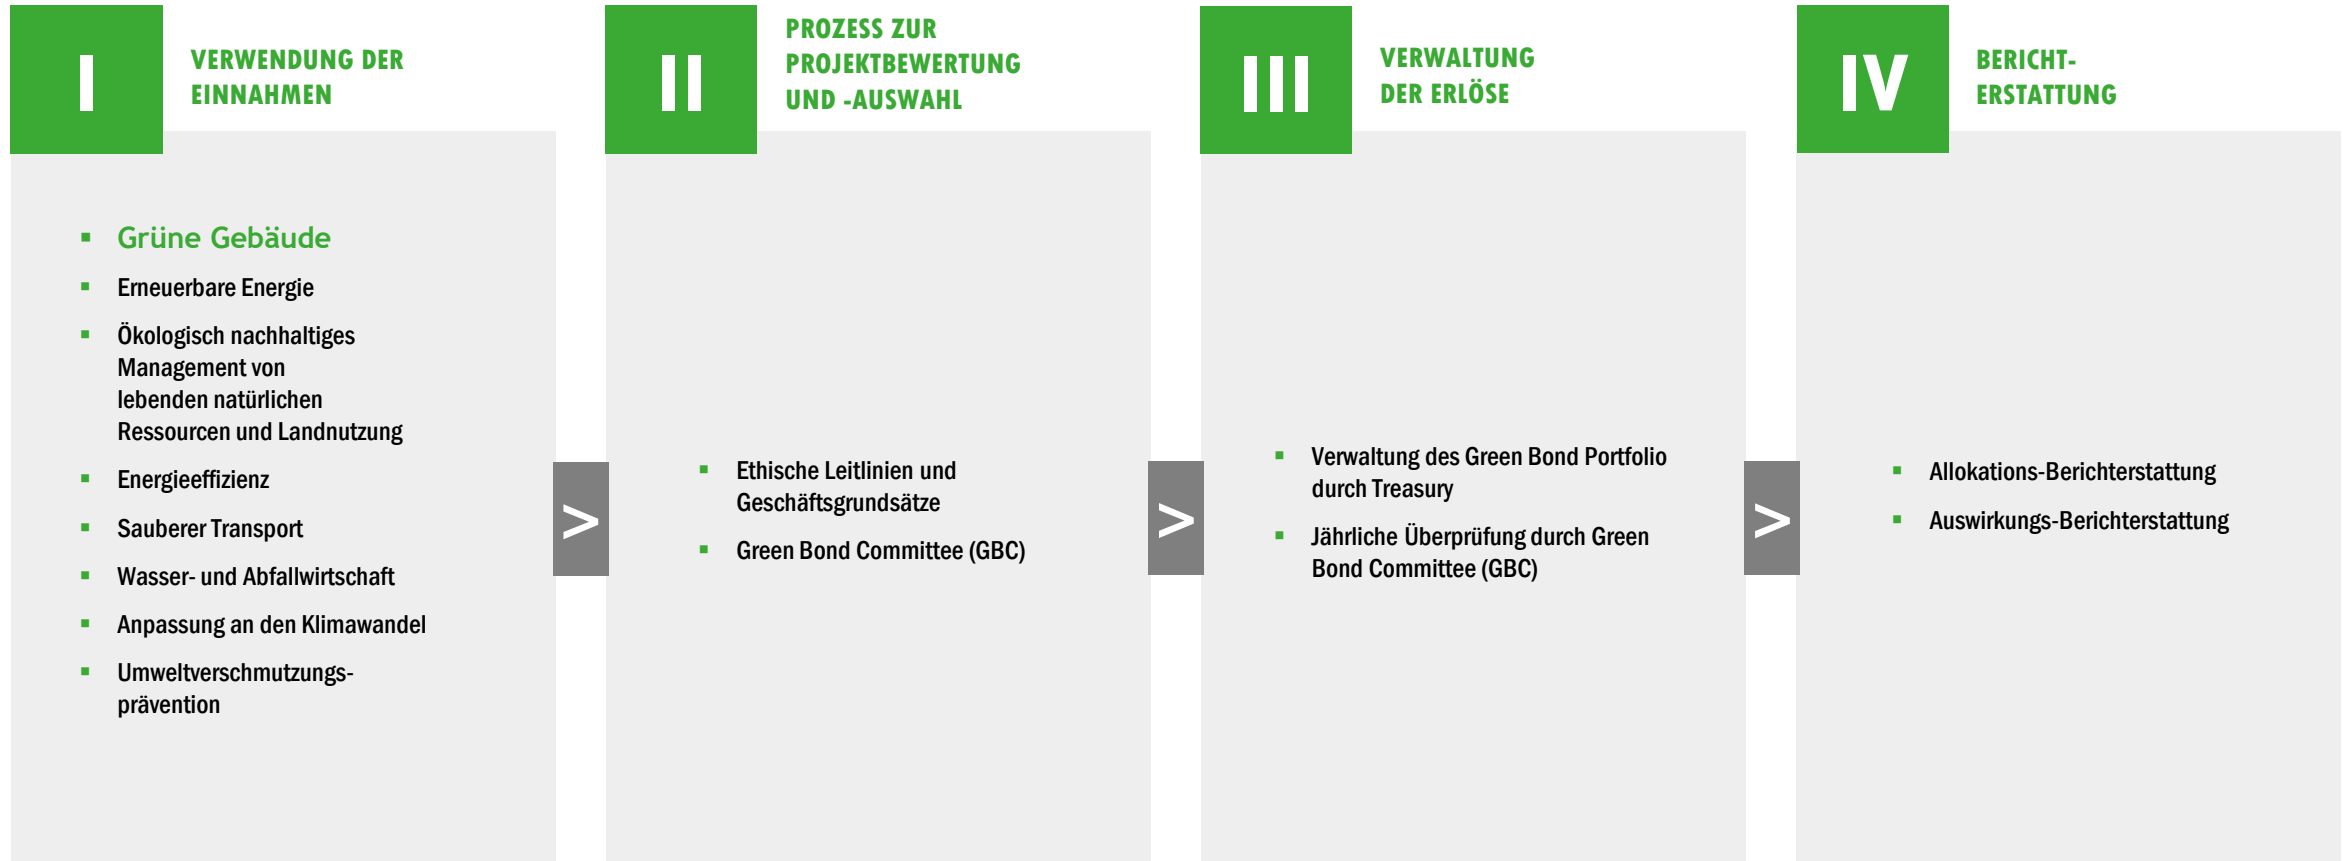 I
VERWENDUNG DER
EINNAHMEN
▪ Grüne Gebäude
▪ Erneuerbare Energie
▪ Ökologisch nachhaltiges
Management von
lebenden natürlichen
Ressourcen und Landnutzung
▪ Energieeffizienz
▪ Sauberer Transport
▪ Wasser- und Abfallwirtschaft
▪ Anpassung an den Klimawandel
▪ Umweltverschmutzungs-
prävention
>
II
PROZESS ZUR
PROJEKTBEWERTUNG
UND -AUSWAHL
▪ Ethische Leitlinien und
Geschäftsgrundsätze
▪ Green Bond Committee (GBC)
>
III
VERWALTUNG
DER ERLÖSE
▪ Verwaltung des Green Bond Portfolio
durch Treasury
▪ Jährliche Überprüfung durch Green
Bond Committee (GBC)
>
IV
BERICHT-
ERSTATTUNG
▪ Allokations-Berichterstattung
▪ Auswirkungs-Berichterstattung